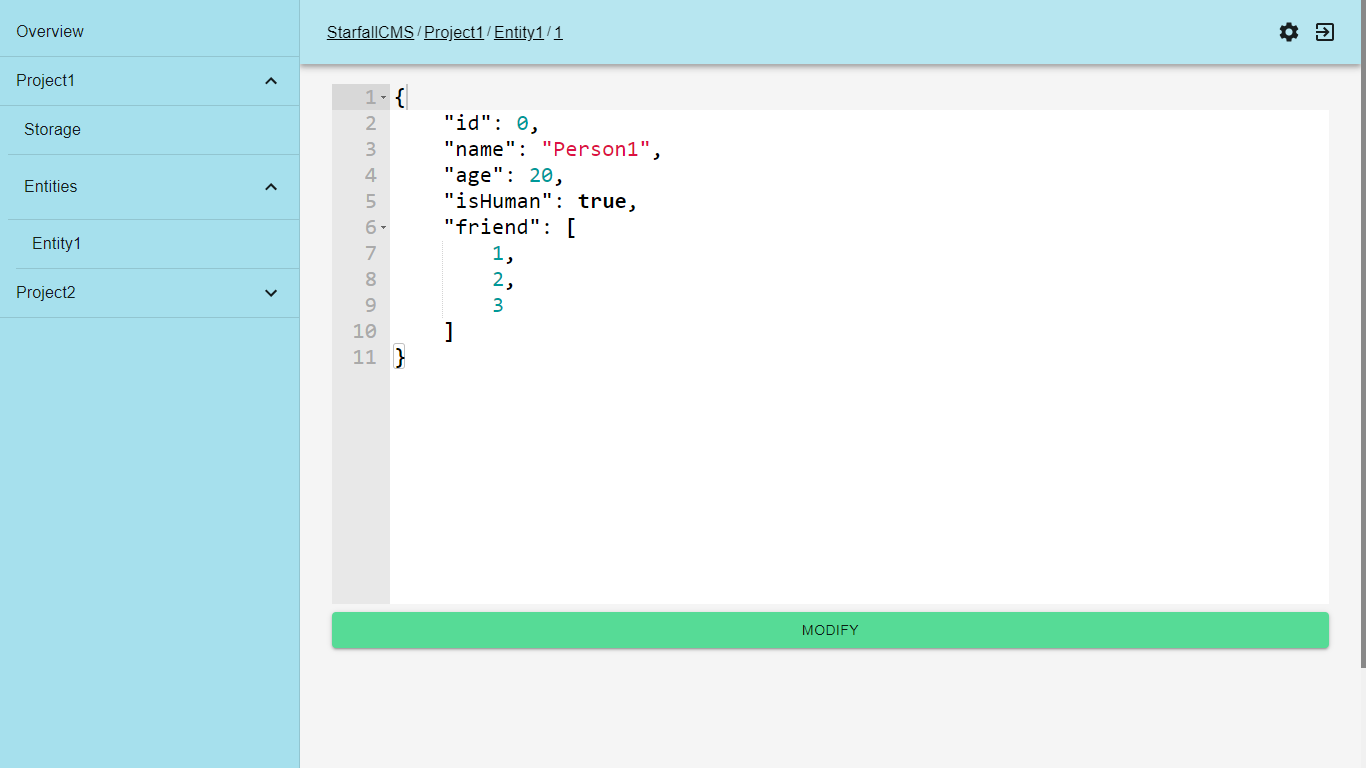 Overview
Project1
Storage
Entities
Entity1
Project2
StarfallCMS / Project1 / Entity1 / 1
1 {
2     "id": 0,
3     "name": "Person1",
4     "age": 20,
5     "isHuman": true,
6     "friend": [
7         1,
8         2,
9         3
10     ]
11 }
MODIFY